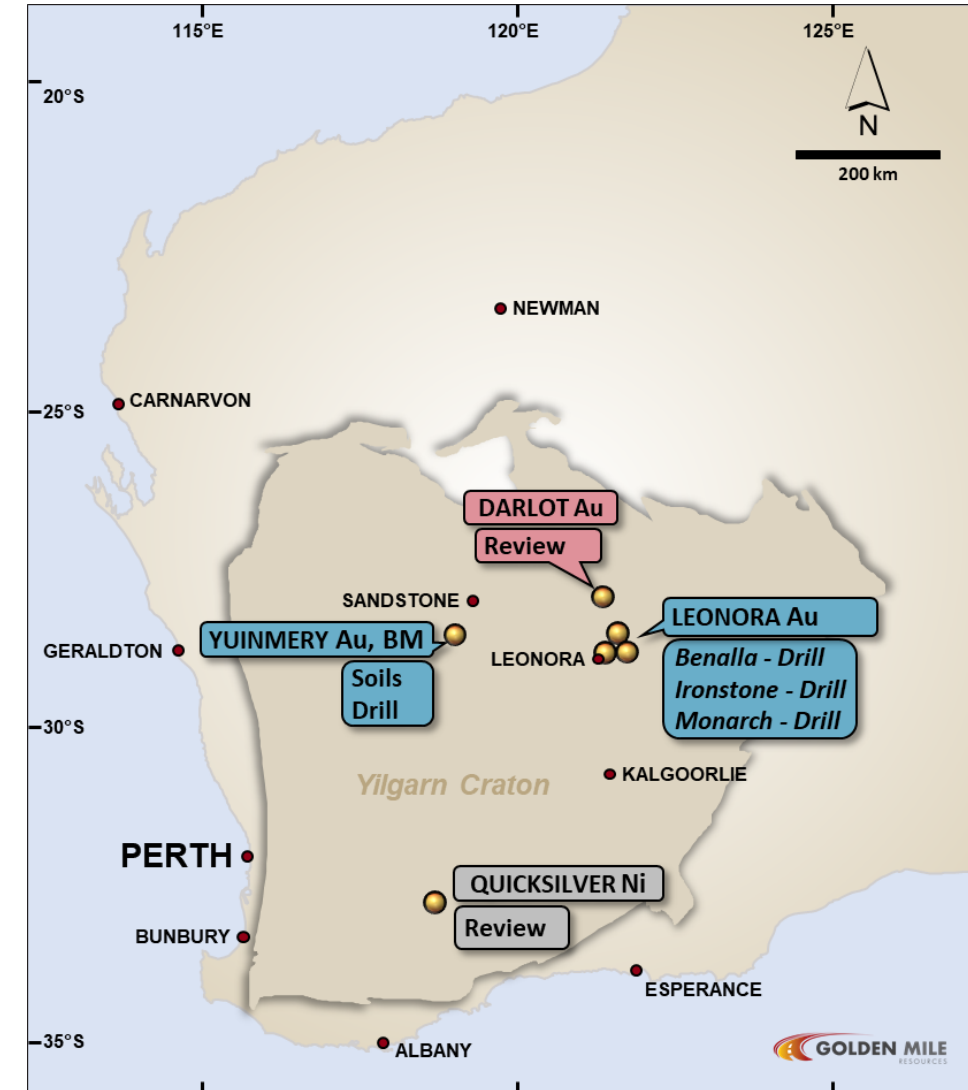 115°E
120°E
125°E
20°S
N
200 km
NEWMAN
CARNARVON
25°S
DARLOT Au
Review
SANDSTONE
LEONORA Au
YUINMERY Au, BM
GERALDTON
LEONORA
Benalla - Drill
Ironstone - Drill
Monarch - Drill
Soils
Drill
30°S
KALGOORLIE
Yilgarn Craton
PERTH
QUICKSILVER Ni
Review
BUNBURY
ESPERANCE
35°S
ALBANY
GOLDEN MILE
RESOURCES